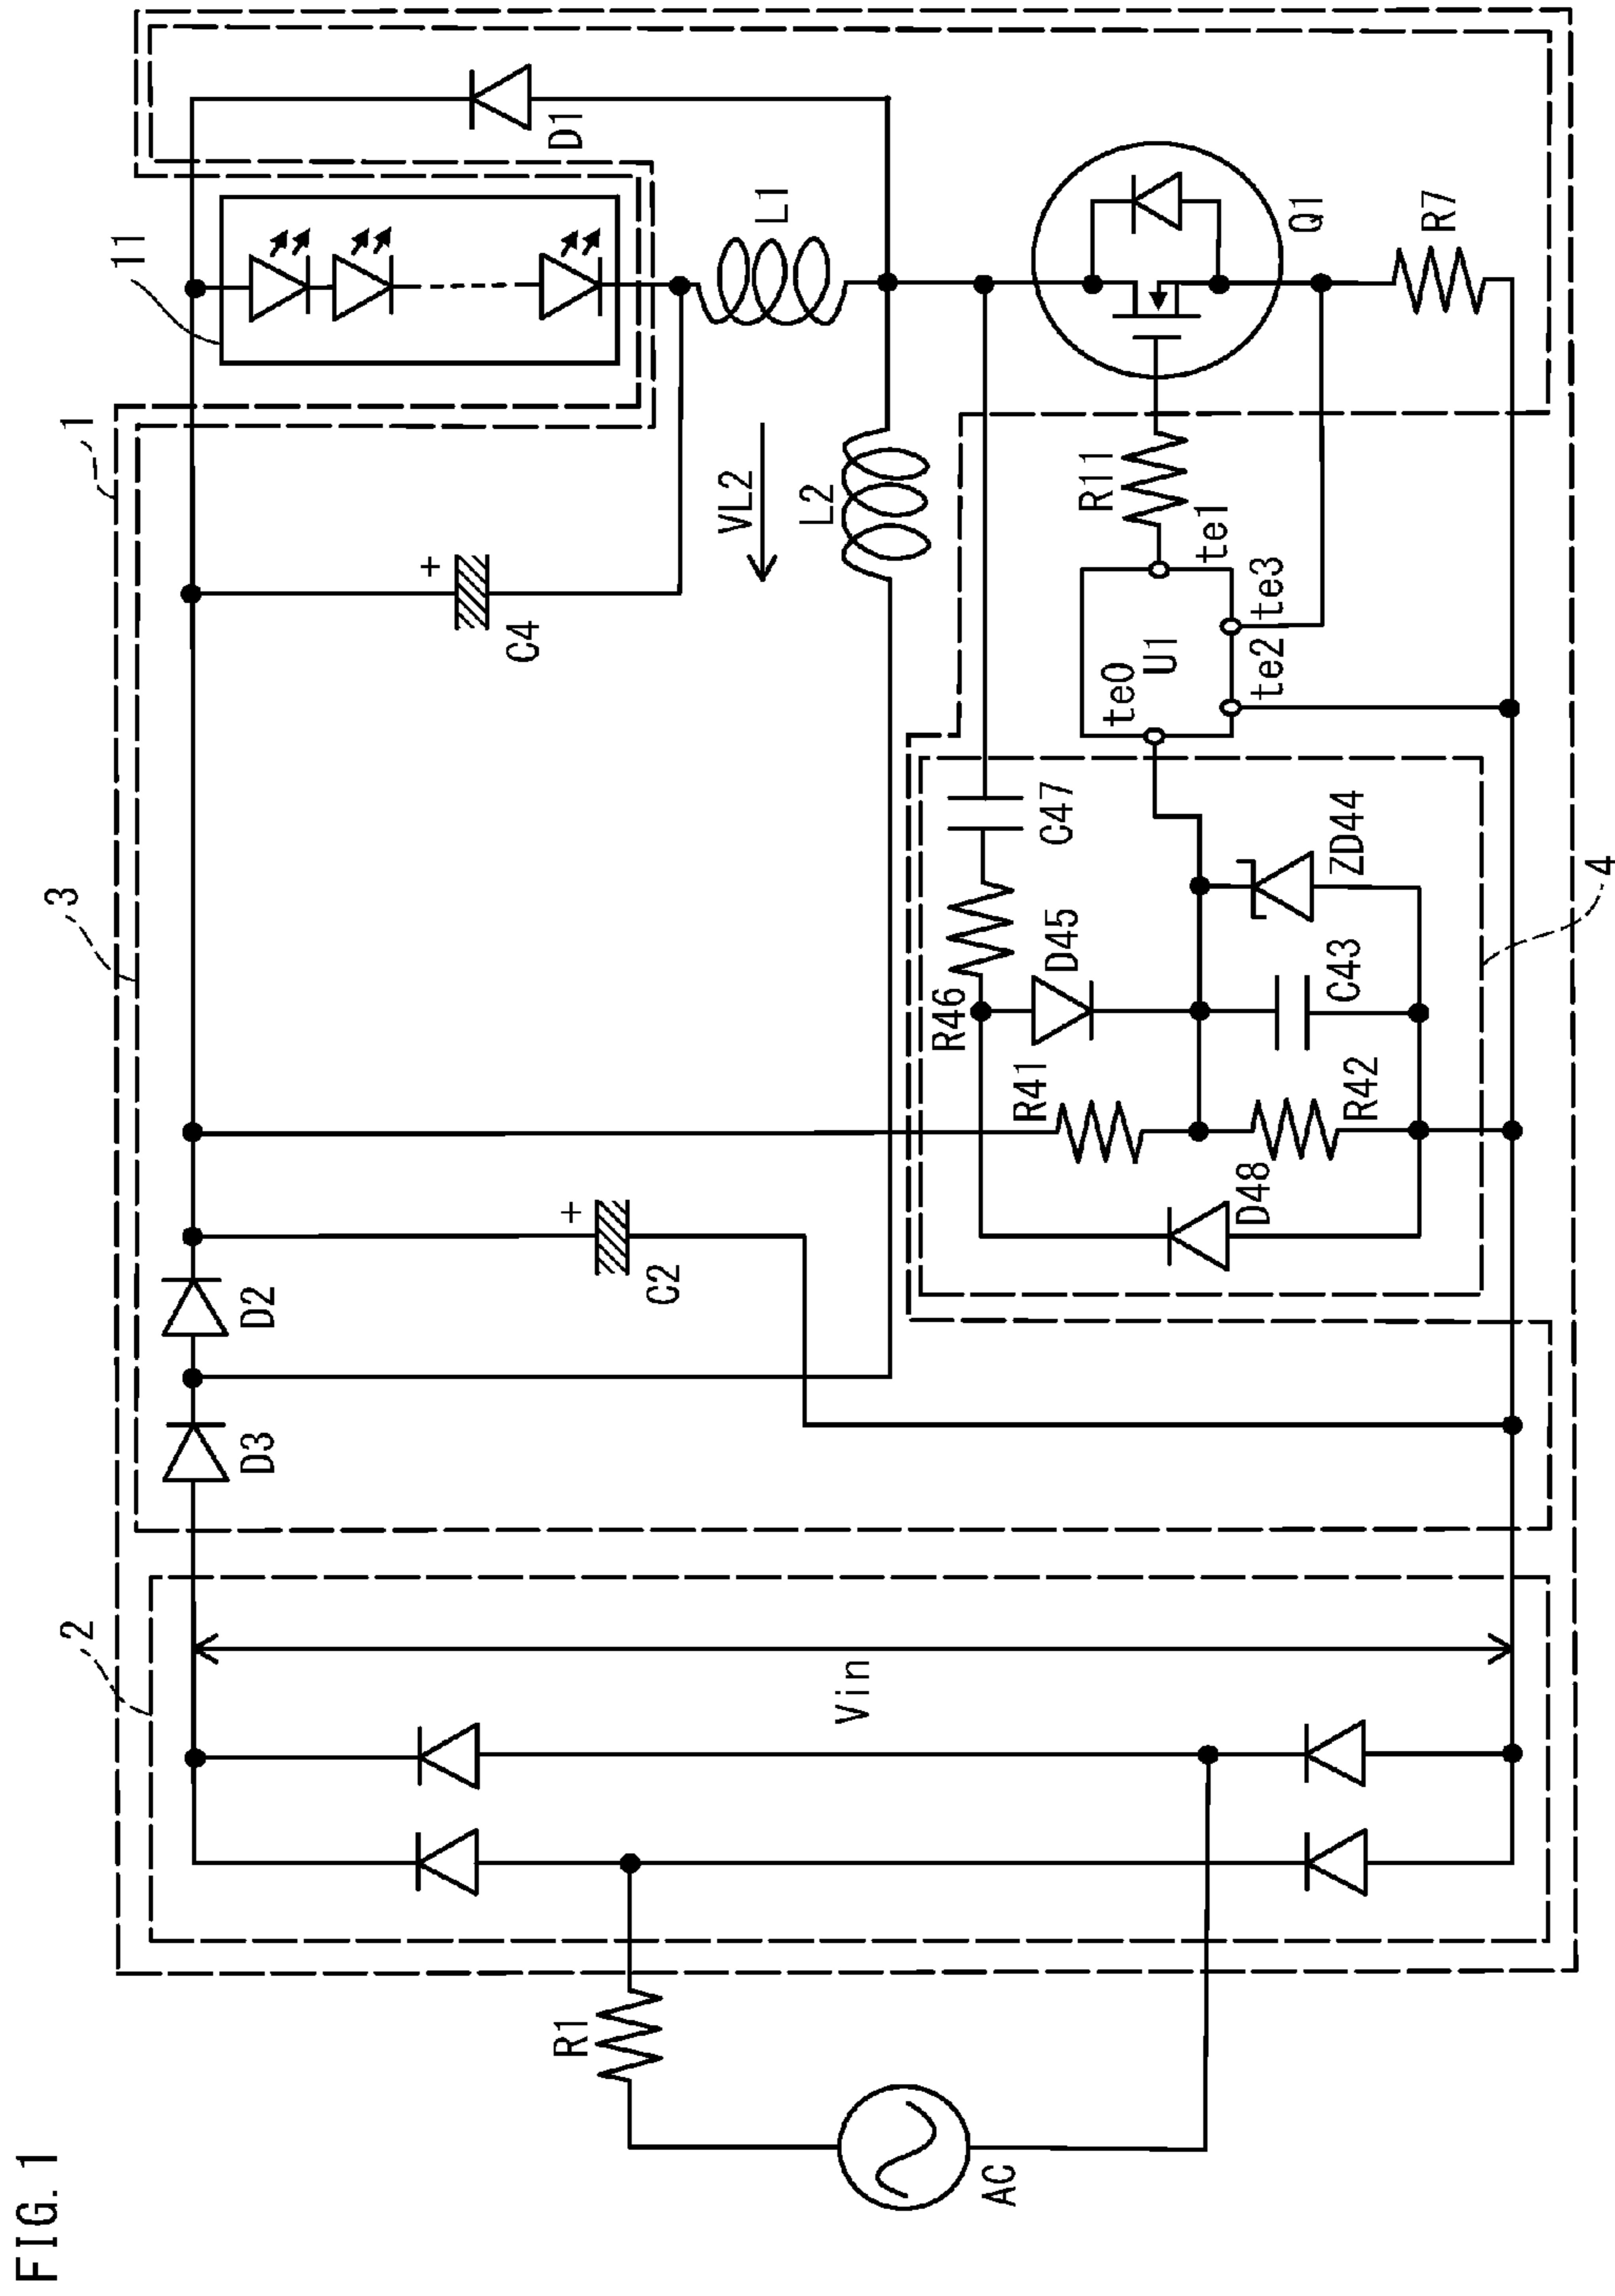 FIG. 1
1
3
2
11
D1
L1
Q1
R7
C4
VL2
L2
R11
te1
te3
te0
U1
te2
C47
ZD44
4
D45
C43
R46
R41
R42
D48
+
+
C2
D2
D3
Vin
R1
AC